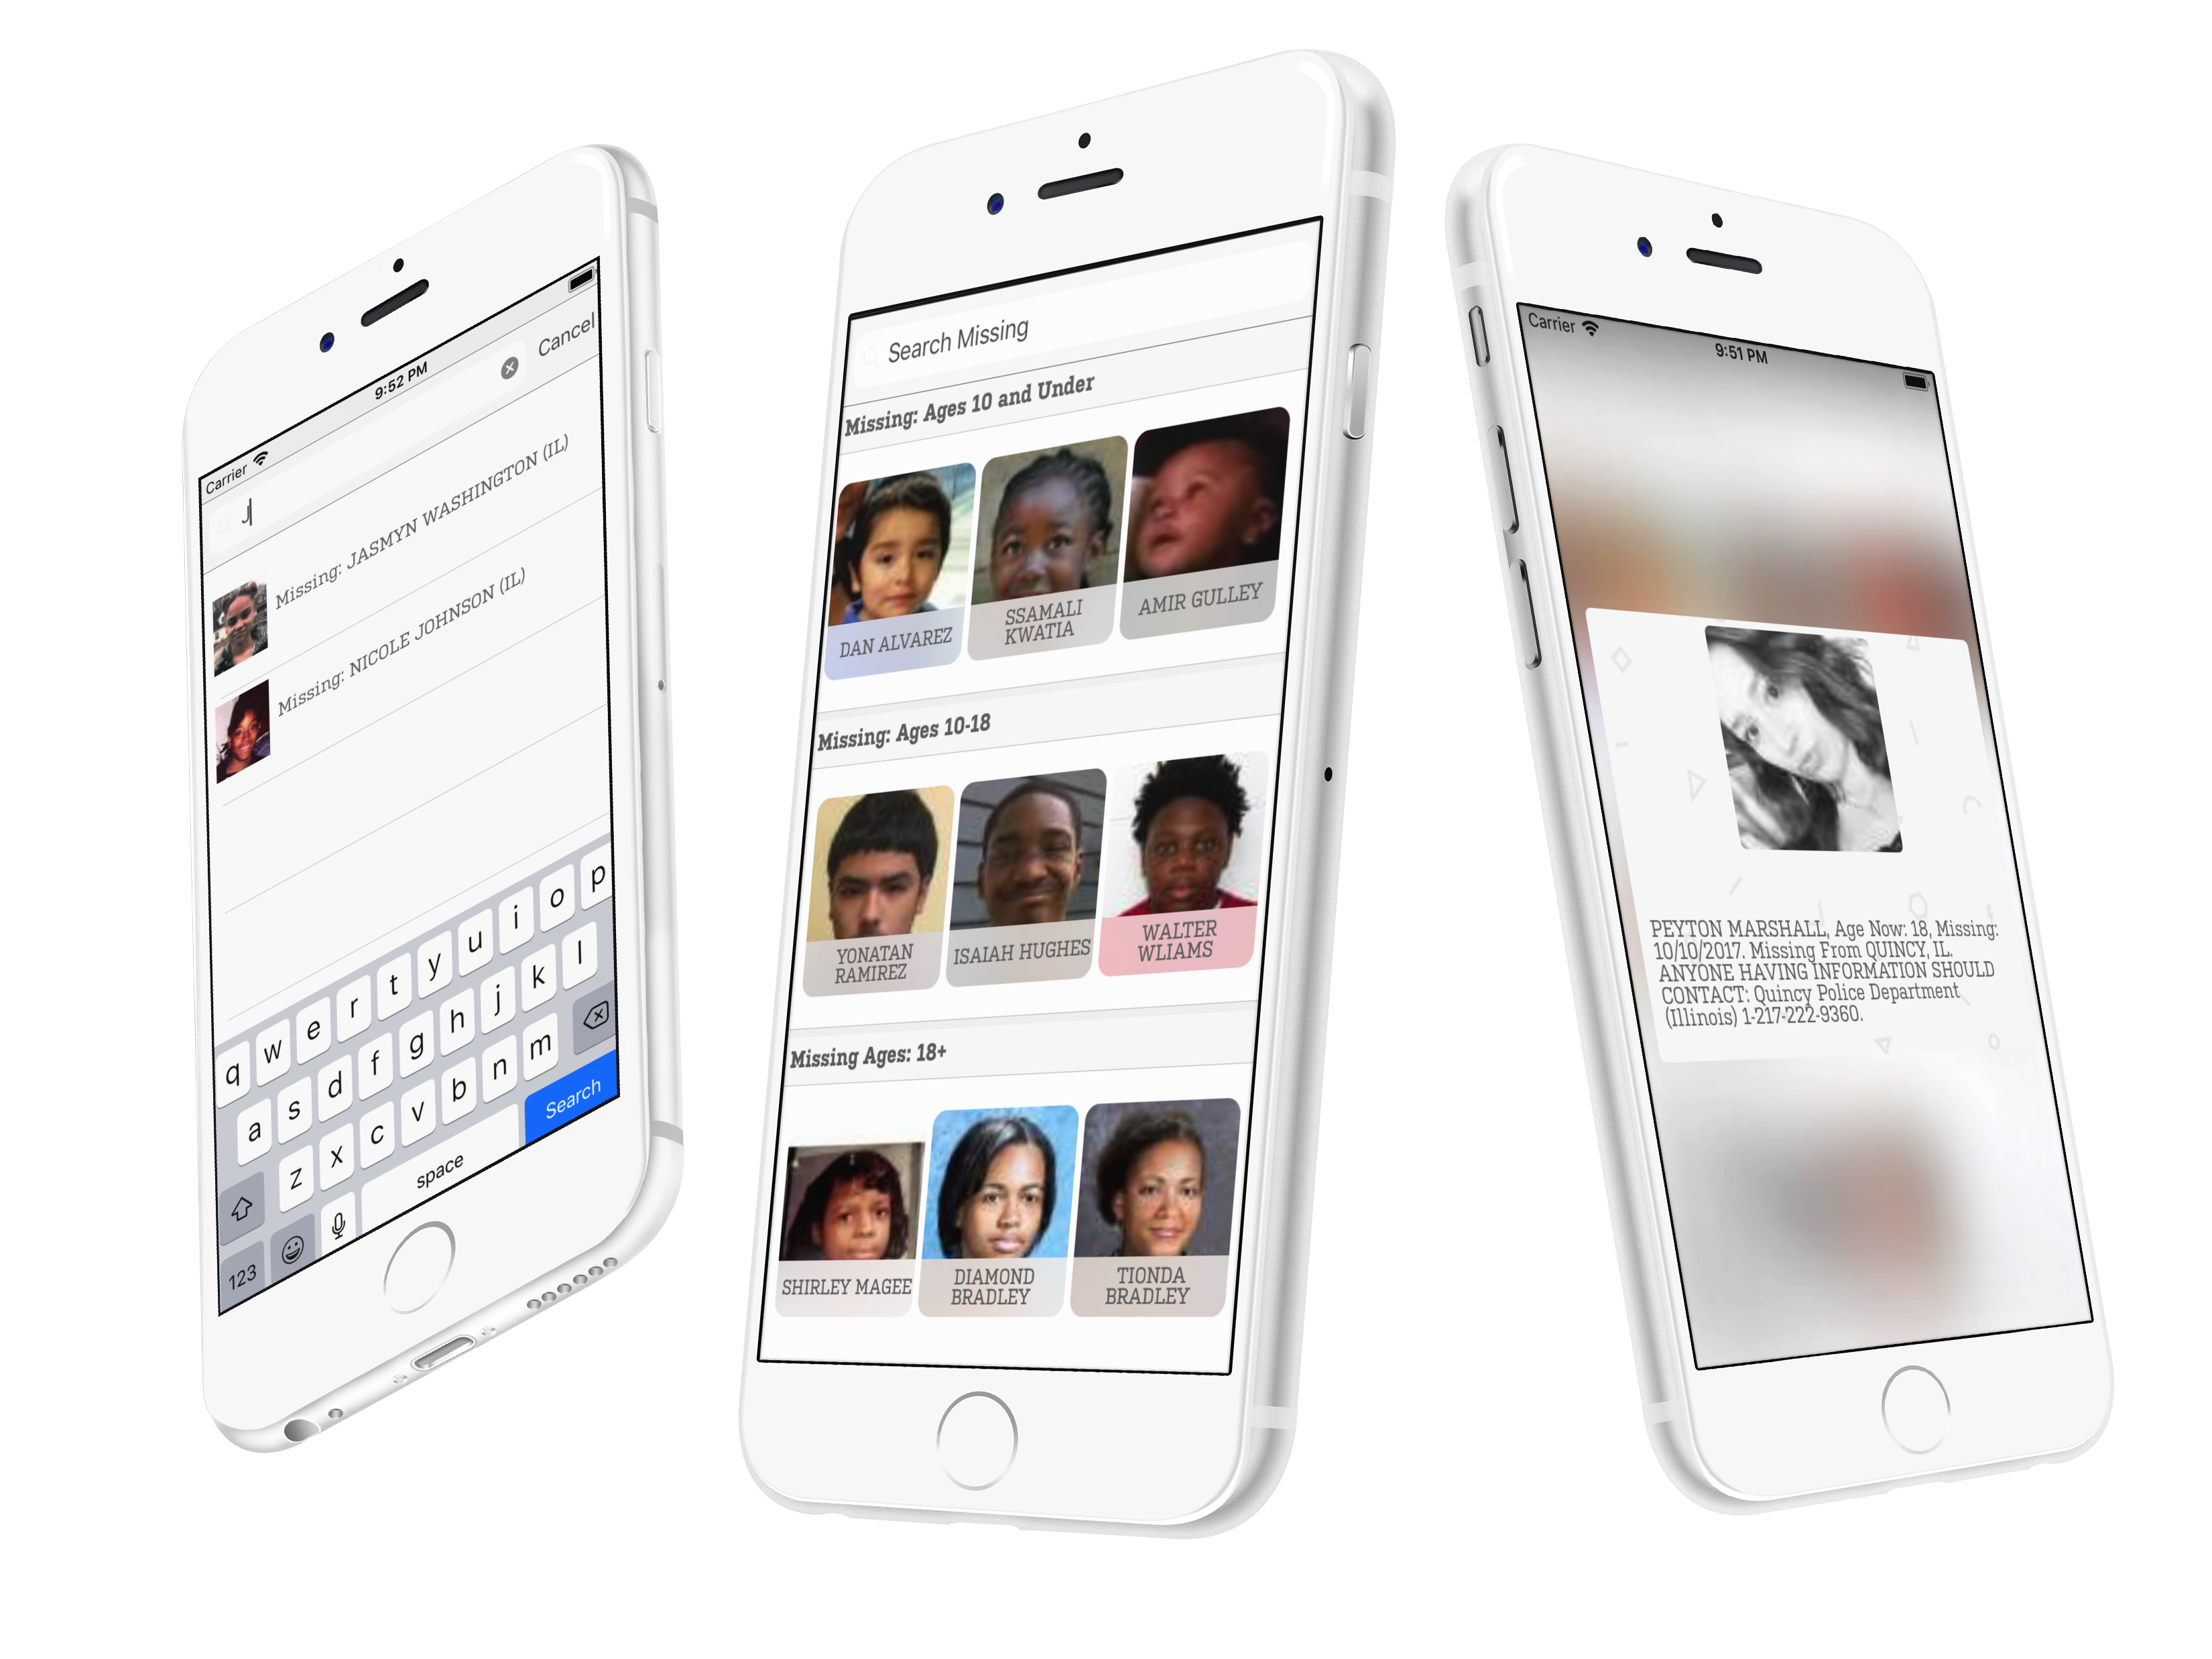 Carrier
9:52 PM
J
Cancel
Missing: JASMYN WASHINGTON (IL)
Missing: NICOLE JOHNSON (IL)
q w e r t y u i o p
a s d f g h j k l
z x c v b n m
123
space
Search
Search Missing
Missing: Ages 10 and Under
DAN ALVAREZ
SSAMALI
KWATIA
AMIR GULLEY
Missing: Ages 10-18
YONATAN
RAMIREZ
ISAIAH HUGHES
WALTER
WLIAMS
Missing Ages: 18+
SHIRLEY MAGEE
DIAMOND
BRADLEY
TIONDA
BRADLEY
Carrier
9:51 PM
PEYTON MARSHALL, Age Now: 18, Missing:
10/10/2017. Missing From QUINCY, IL.
ANYONE HAVING INFORMATION SHOULD
CONTACT: Quincy Police Department
(Illinois) 1-217-222-9360.